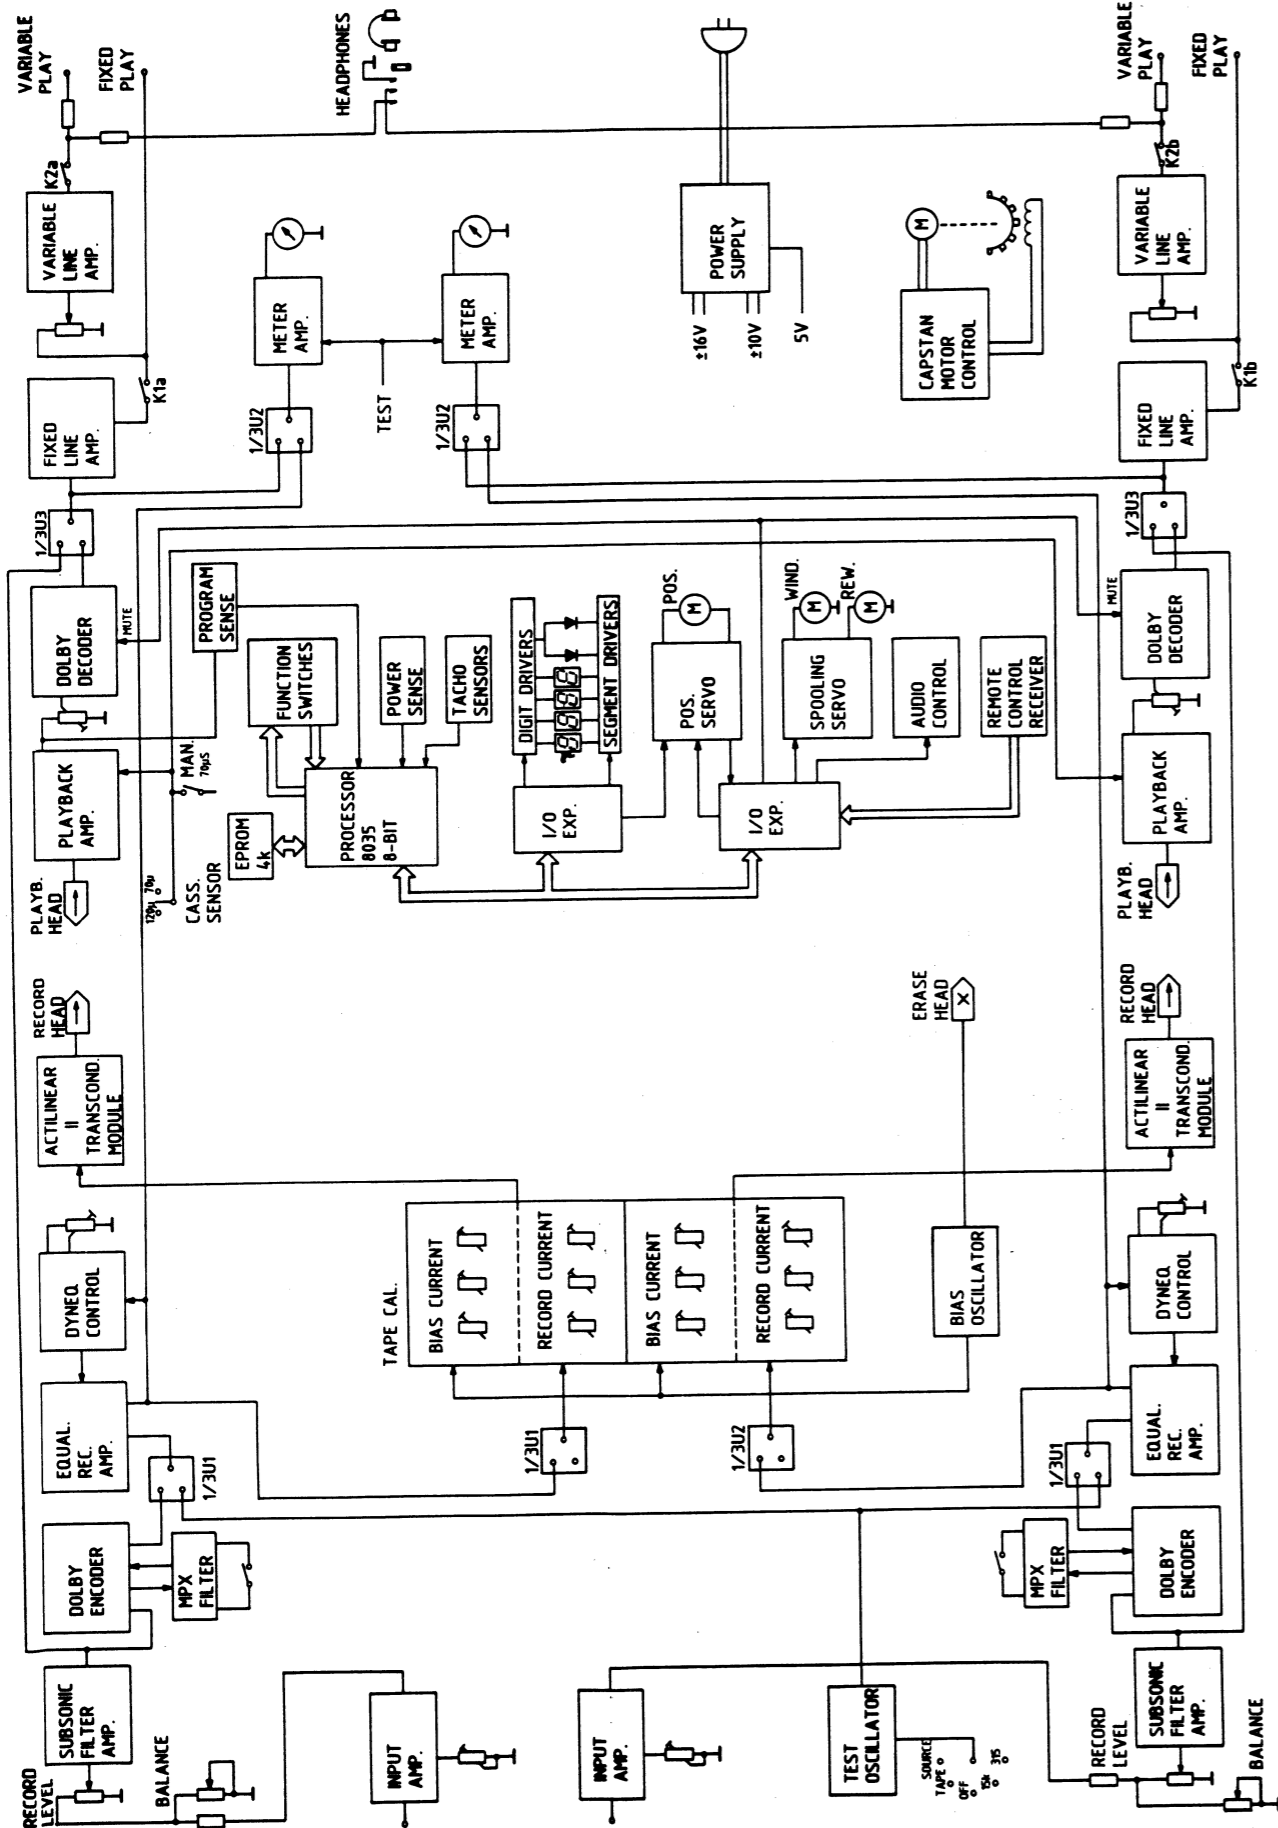 VARIABLE
PLAY
FIXED
PLAY
K2a
VARIABLE
LINE
AMP.
FIXED
LINE
AMP.
K1a
1/3U3
DOLBY
DECODER
MUTE
PLAYBACK
AMP.
PLAYB.
HEAD
MAN.
70µS
120µ
70µ
CASS.
SENSOR
RECORD
HEAD
ACTILINEAR
II
TRANSCOND.
MODULE
DYNEQ
CONTROL
EQUAL.
REC.
AMP.
1/3U1
DOLBY
ENCODER
MPX
FILTER
SUBSONIC
FILTER
AMP.
RECORD
LEVEL
BALANCE
HEADPHONES
METER
AMP.
1/3U2
TEST
METER
AMP.
1/3U2
PROGRAM
SENSE
FUNCTION
SWITCHES
POWER
SENSE
TACHO
SENSORS
EPROM
4k
PROCESSOR
8035
8-BIT
DIGIT DRIVERS
SEGMENT DRIVERS
I/O
EXP.
POS.
POS.
SERVO
I/O
EXP.
WIND.
REW.
SPOOLING
SERVO
AUDIO
CONTROL
REMOTE
CONTROL
RECEIVER
POWER
SUPPLY
±16V
±10V
5V
CAPSTAN
MOTOR
CONTROL
ERASE
HEAD
TAPE CAL.
BIAS CURRENT
RECORD CURRENT
BIAS CURRENT
RECORD CURRENT
BIAS
OSCILLATOR
1/3U1
1/3U2
INPUT
AMP.
INPUT
AMP.
TEST
OSCILLATOR
SOURCE
TAPE
OFF
15k
315
VARIABLE
PLAY
FIXED
PLAY
K2b
VARIABLE
LINE
AMP.
FIXED
LINE
AMP.
K1b
1/3U3
DOLBY
DECODER
MUTE
PLAYBACK
AMP.
PLAYB.
HEAD
RECORD
HEAD
ACTILINEAR
II
TRANSCOND.
MODULE
DYNEQ
CONTROL
EQUAL.
REC.
AMP.
1/3U1
MPX
FILTER
DOLBY
ENCODER
SUBSONIC
FILTER
AMP.
RECORD
LEVEL
BALANCE
M
M
M
M